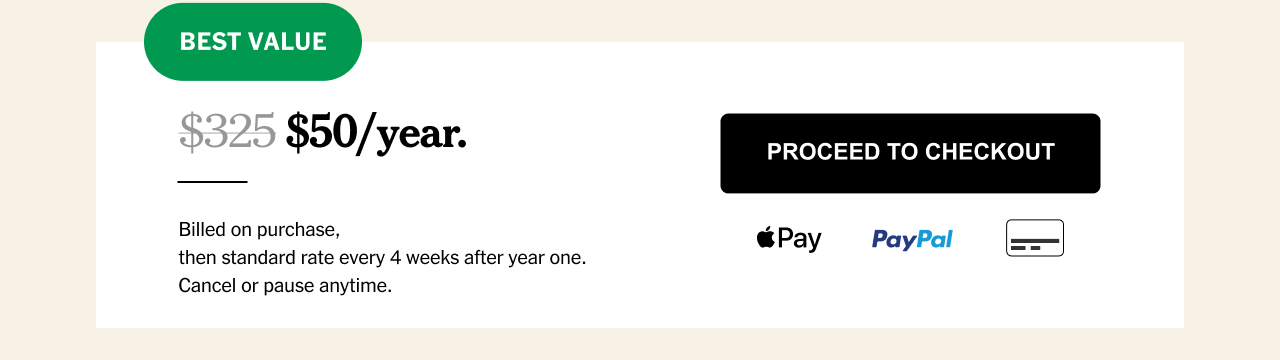 BEST VALUE
$325 $50/year.
Billed on purchase,
then standard rate every 4 weeks after year one.
Cancel or pause anytime.
PROCEED TO CHECKOUT
Pay PayPal